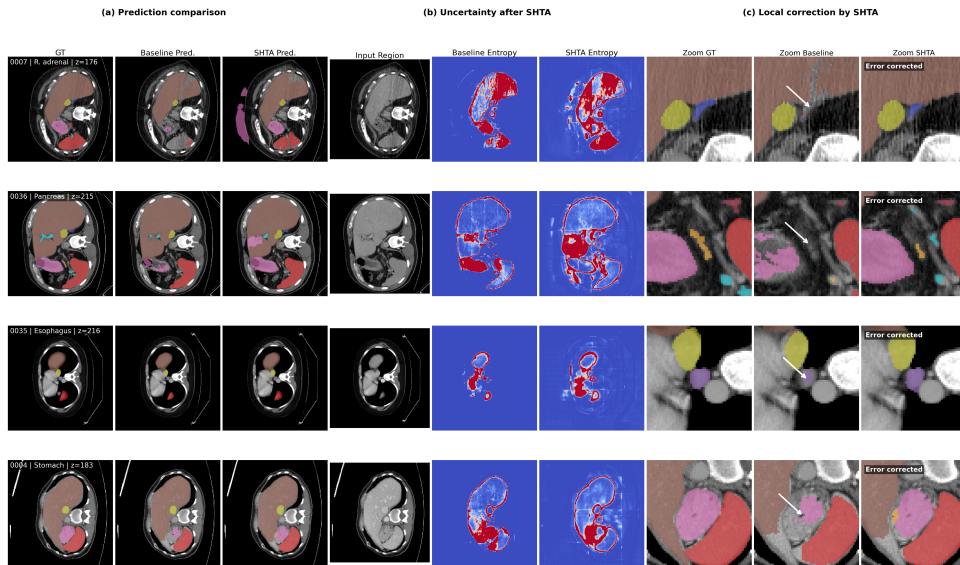 (a) Prediction comparison
(b) Uncertainty after SHTA
(c) Local correction by SHTA
GT
Baseline Pred.
SHTA Pred.
Input Region
Baseline Entropy
SHTA Entropy
Zoom GT
Zoom Baseline
Zoom SHTA
0007 | R. adrenal | z=176
Error corrected
0036 | Pancreas | z=215
Error corrected
0035 | Esophagus | z=216
Error corrected
0004 | Stomach | z=183
Error corrected